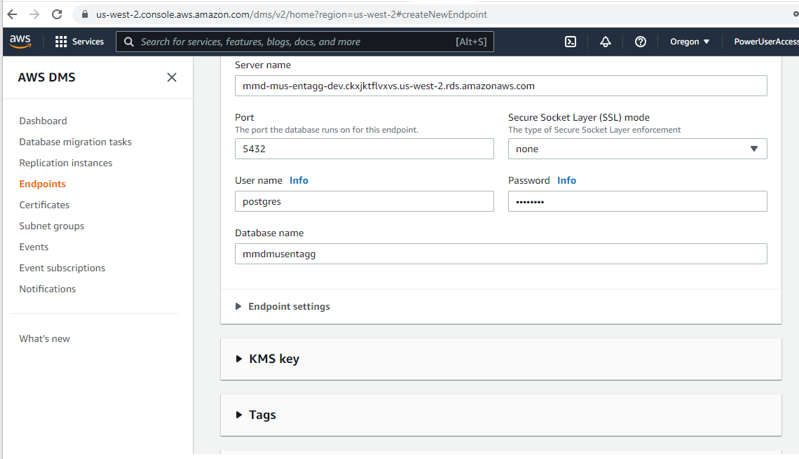 us-west-2.console.aws.amazon.com/dms/v2/home?region=us-west-2#createNewEndpoint
aws
Services
Search for services, features, blogs, docs, and more
[Alt+S]
Oregon
PowerUserAccess
AWS DMS
Dashboard
Database migration tasks
Replication instances
Endpoints
Certificates
Subnet groups
Events
Event subscriptions
Notifications
What's new
Server name
mmd-mus-entagg-dev.ckxjktflvxvs.us-west-2.rds.amazonaws.com
Port
The port the database runs on for this endpoint.
5432
Secure Socket Layer (SSL) mode
The type of Secure Socket Layer enforcement
none
User name Info
postgres
Password Info
••••••••
Database name
mmdmusentagg
Endpoint settings
KMS key
Tags